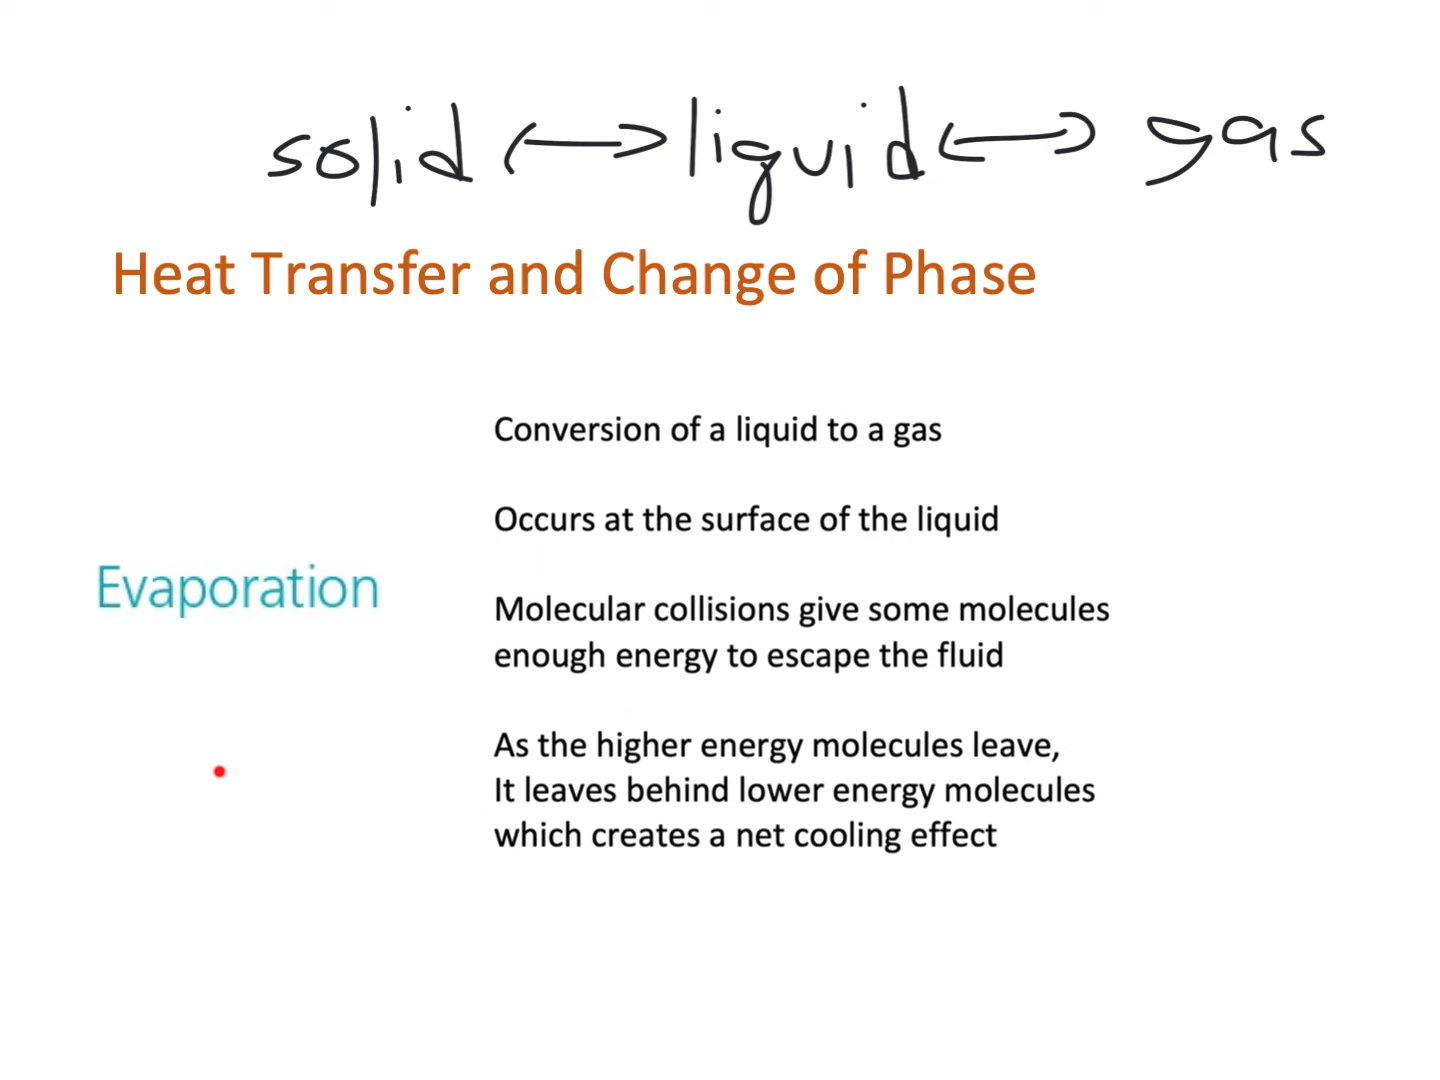 solid ⟷ liquid ⟷ gas
Heat Transfer and Change of Phase
Conversion of a liquid to a gas
Occurs at the surface of the liquid
Evaporation
Molecular collisions give some molecules
enough energy to escape the fluid
As the higher energy molecules leave,
It leaves behind lower energy molecules
which creates a net cooling effect